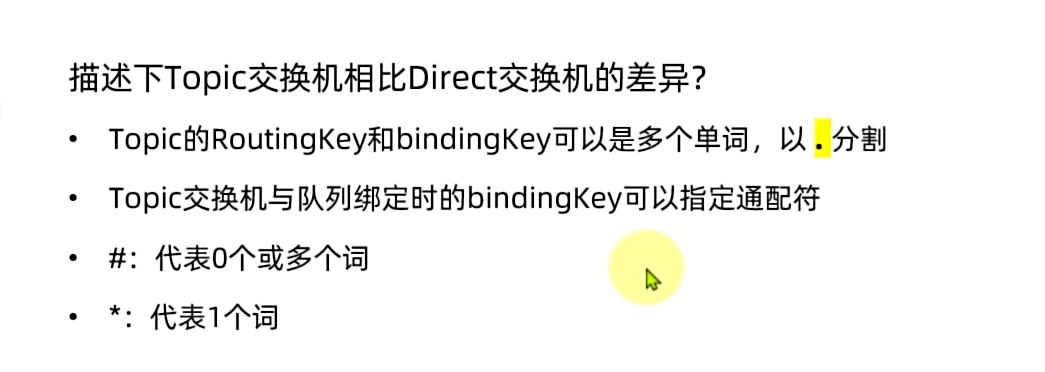 描述下Topic交换机相比Direct交换机的差异？
• Topic的RoutingKey和bindingKey可以是多个单词，以 . 分割
• Topic交换机与队列绑定时的bindingKey可以指定通配符
• #：代表0个或多个词
• *：代表1个词